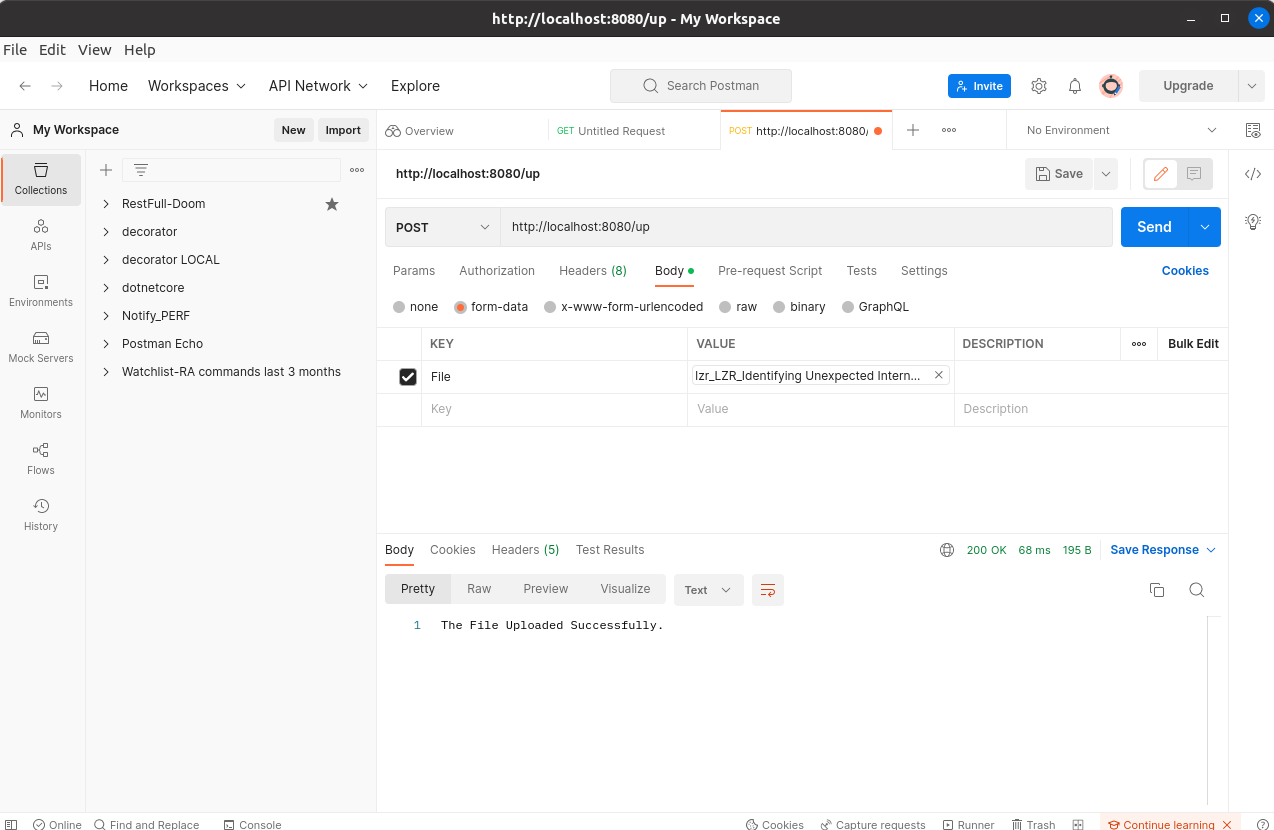 http://localhost:8080/up - My Workspace
File Edit View Help
Home Workspaces API Network Explore Search Postman Invite Upgrade
My Workspace New Import Overview GET Untitled Request POST http://localhost:8080/ No Environment
http://localhost:8080/up Save
Collections
APIs
Environments
Mock Servers
Monitors
Flows
History
RestFull-Doom
decorator
decorator LOCAL
dotnetcore
Notify_PERF
Postman Echo
Watchlist-RA commands last 3 months
POST http://localhost:8080/up Send
Params Authorization Headers (8) Body Pre-request Script Tests Settings Cookies
none form-data x-www-form-urlencoded raw binary GraphQL
KEY VALUE DESCRIPTION Bulk Edit
File lzr_LZR_Identifying Unexpected Intern...
Key Value Description
Body Cookies Headers (5) Test Results 200 OK 68 ms 195 B Save Response
Pretty Raw Preview Visualize Text
1 The File Uploaded Successfully.
Online Find and Replace Console Cookies Capture requests Runner Trash Continue learning